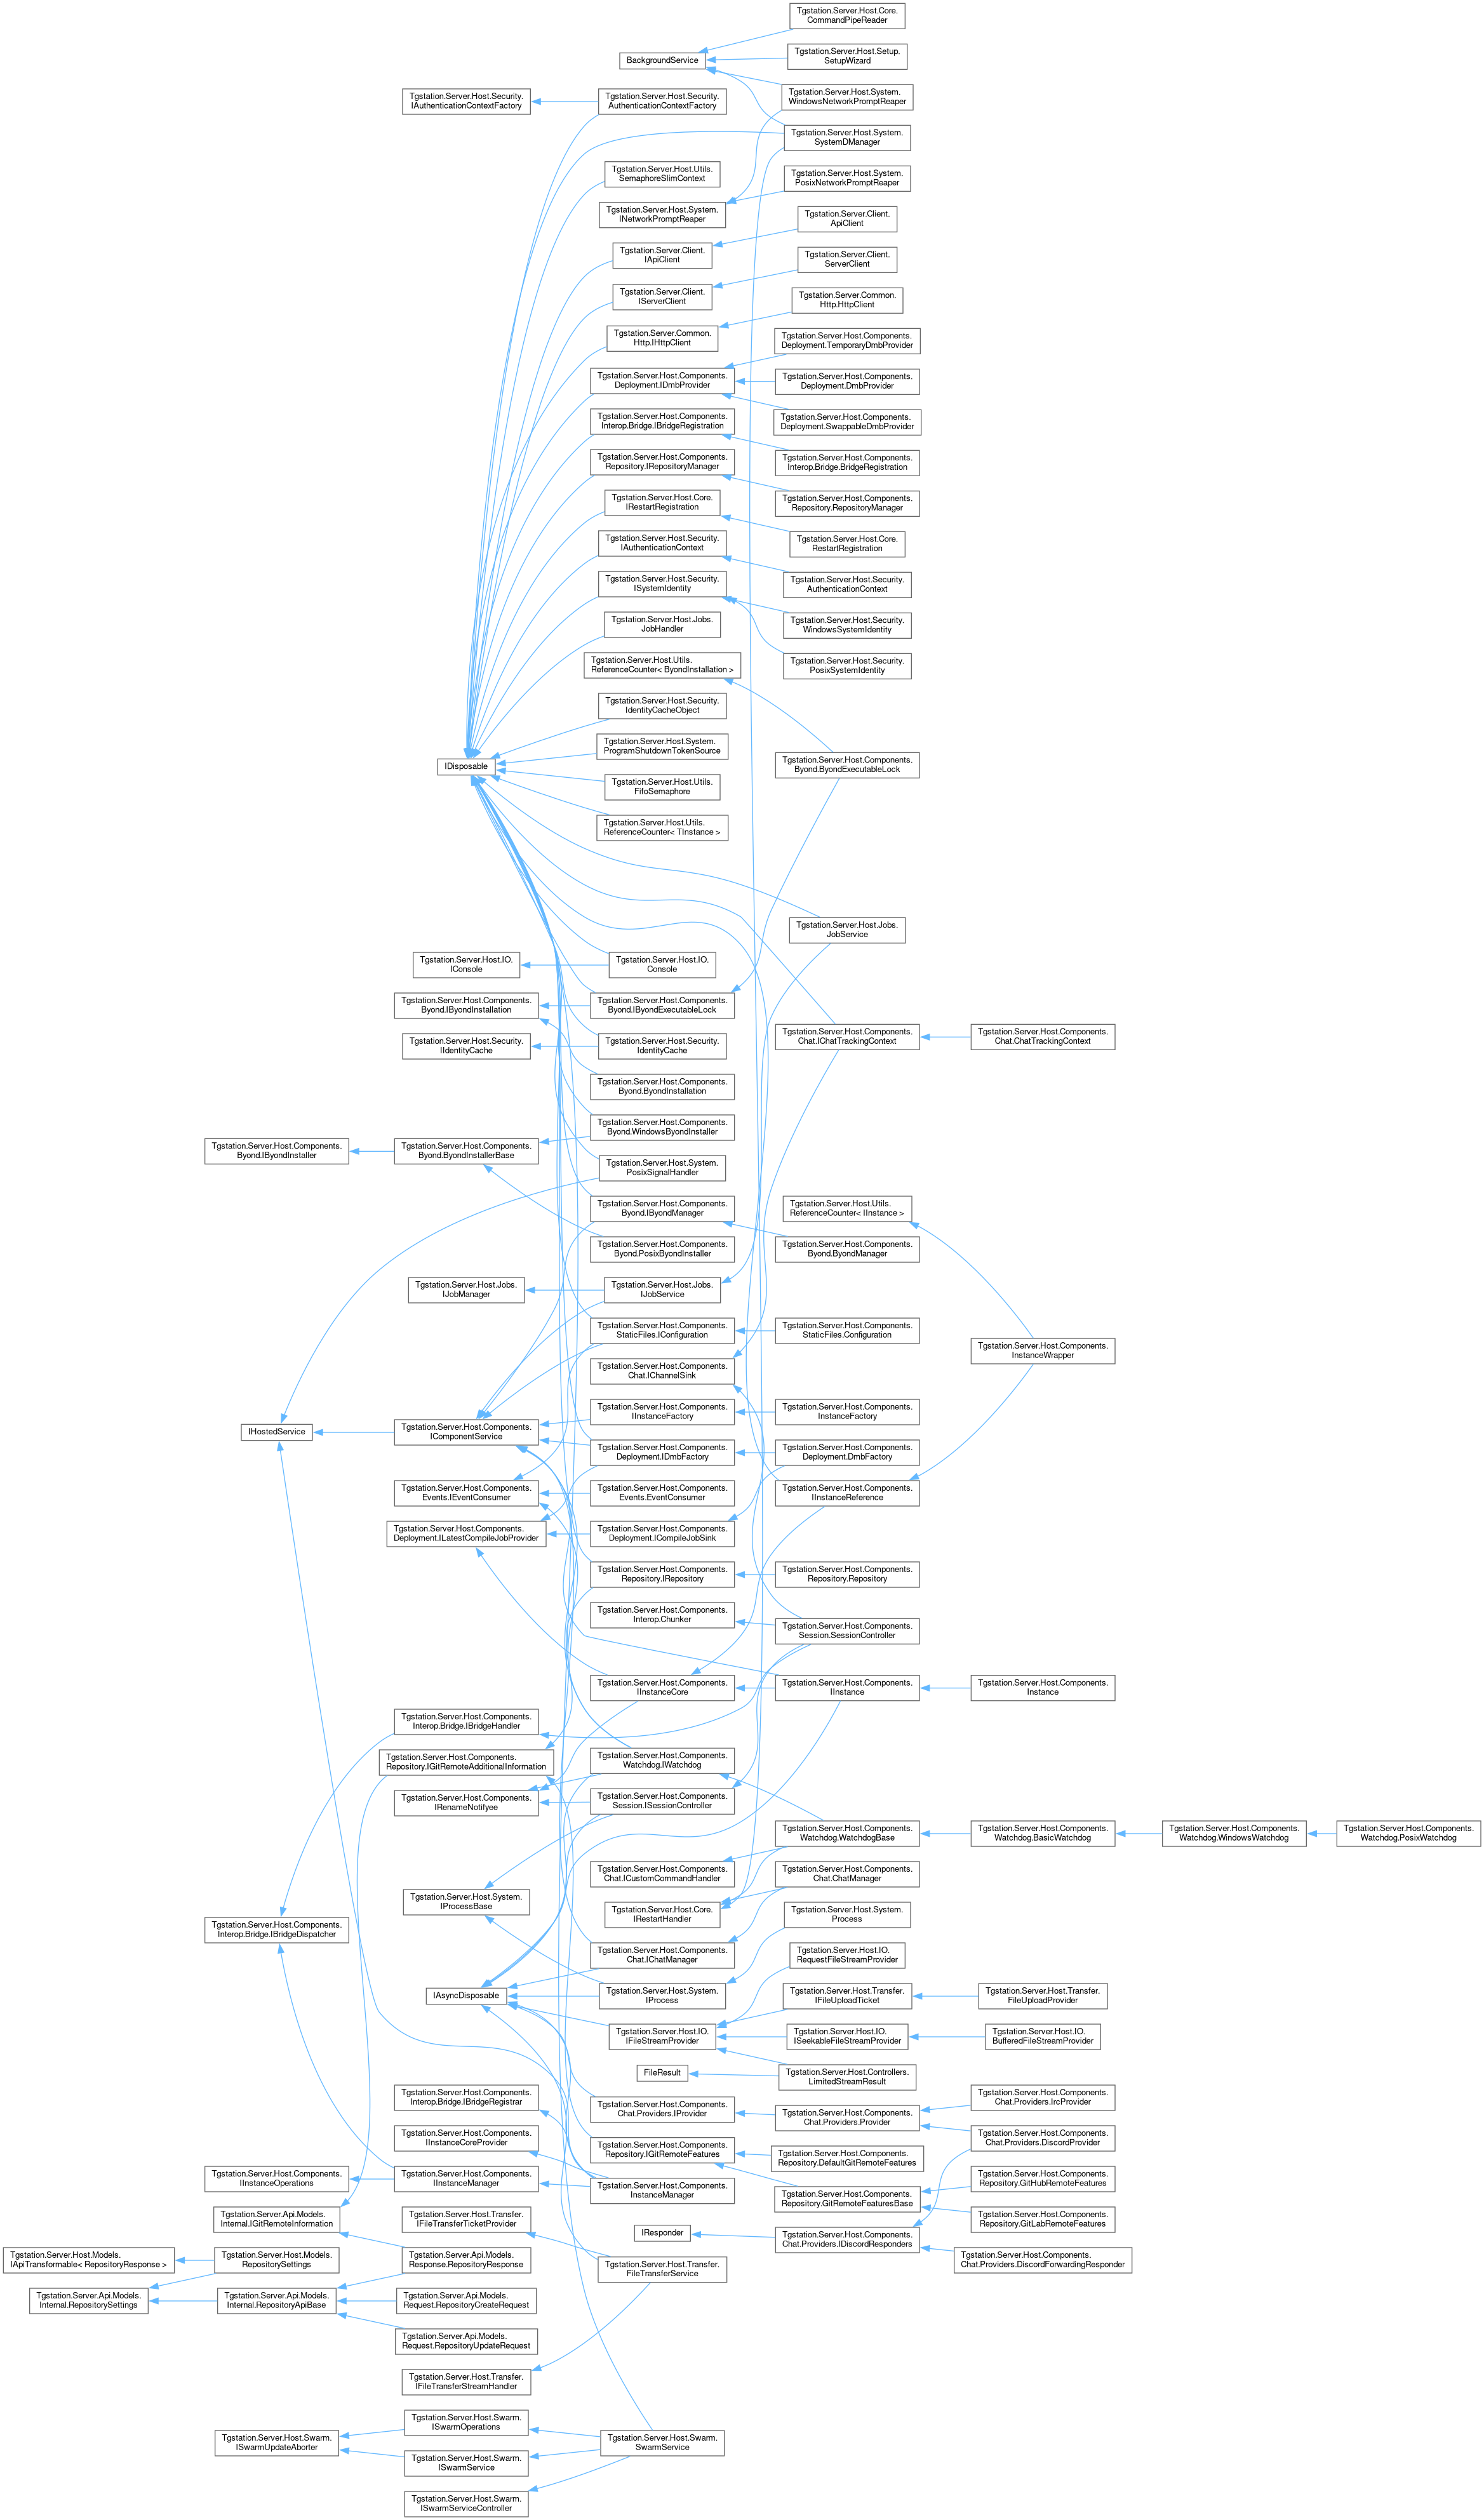 Tgstation.Server.Host.Core.
CommandPipeReader
BackgroundService
Tgstation.Server.Host.Setup.
SetupWizard
Tgstation.Server.Host.System.
WindowsNetworkPromptReaper
Tgstation.Server.Host.Security.
IAuthenticationContextFactory
Tgstation.Server.Host.Security.
AuthenticationContextFactory
Tgstation.Server.Host.System.
SystemDManager
Tgstation.Server.Host.Utils.
SemaphoreSlimContext
Tgstation.Server.Host.System.
PosixNetworkPromptReaper
Tgstation.Server.Host.System.
INetworkPromptReaper
Tgstation.Server.Client.
ApiClient
Tgstation.Server.Client.
IApiClient
Tgstation.Server.Client.
ServerClient
Tgstation.Server.Client.
IServerClient
Tgstation.Server.Common.
Http.HttpClient
Tgstation.Server.Common.
Http.IHttpClient
Tgstation.Server.Host.Components.
Deployment.TemporaryDmbProvider
Tgstation.Server.Host.Components.
Deployment.IDmbProvider
Tgstation.Server.Host.Components.
Deployment.DmbProvider
Tgstation.Server.Host.Components.
Deployment.SwappableDmbProvider
Tgstation.Server.Host.Components.
Interop.Bridge.IBridgeRegistration
Tgstation.Server.Host.Components.
Interop.Bridge.BridgeRegistration
Tgstation.Server.Host.Components.
Repository.IRepositoryManager
Tgstation.Server.Host.Components.
Repository.RepositoryManager
Tgstation.Server.Host.Core.
IRestartRegistration
Tgstation.Server.Host.Core.
RestartRegistration
Tgstation.Server.Host.Security.
IAuthenticationContext
Tgstation.Server.Host.Security.
AuthenticationContext
Tgstation.Server.Host.Security.
ISystemIdentity
Tgstation.Server.Host.Security.
WindowsSystemIdentity
Tgstation.Server.Host.Jobs.
JobHandler
Tgstation.Server.Host.Security.
PosixSystemIdentity
Tgstation.Server.Host.Utils.
ReferenceCounter< ByondInstallation >
Tgstation.Server.Host.Security.
IdentityCacheObject
Tgstation.Server.Host.System.
ProgramShutdownTokenSource
IDisposable
Tgstation.Server.Host.Components.
Byond.ByondExecutableLock
Tgstation.Server.Host.Utils.
FifoSemaphore
Tgstation.Server.Host.Utils.
ReferenceCounter< TInstance >
Tgstation.Server.Host.Jobs.
JobService
Tgstation.Server.Host.IO.
IConsole
Tgstation.Server.Host.IO.
Console
Tgstation.Server.Host.Components.
Byond.IByondInstallation
Tgstation.Server.Host.Components.
Byond.IByondExecutableLock
Tgstation.Server.Host.Components.
Chat.IChatTrackingContext
Tgstation.Server.Host.Components.
Chat.ChatTrackingContext
Tgstation.Server.Host.Security.
IIdentityCache
Tgstation.Server.Host.Security.
IdentityCache
Tgstation.Server.Host.Components.
Byond.ByondInstallation
Tgstation.Server.Host.Components.
Byond.WindowsByondInstaller
Tgstation.Server.Host.Components.
Byond.IByondInstaller
Tgstation.Server.Host.Components.
Byond.ByondInstallerBase
Tgstation.Server.Host.System.
PosixSignalHandler
Tgstation.Server.Host.Components.
Byond.IByondManager
Tgstation.Server.Host.Utils.
ReferenceCounter< IInstance >
Tgstation.Server.Host.Components.
Byond.PosixByondInstaller
Tgstation.Server.Host.Components.
Byond.ByondManager
Tgstation.Server.Host.Jobs.
IJobManager
Tgstation.Server.Host.Jobs.
IJobService
Tgstation.Server.Host.Components.
StaticFiles.IConfiguration
Tgstation.Server.Host.Components.
StaticFiles.Configuration
Tgstation.Server.Host.Components.
InstanceWrapper
Tgstation.Server.Host.Components.
Chat.IChannelSink
Tgstation.Server.Host.Components.
IInstanceFactory
Tgstation.Server.Host.Components.
InstanceFactory
IHostedService
Tgstation.Server.Host.Components.
IComponentService
Tgstation.Server.Host.Components.
Deployment.IDmbFactory
Tgstation.Server.Host.Components.
Deployment.DmbFactory
Tgstation.Server.Host.Components.
Events.IEventConsumer
Tgstation.Server.Host.Components.
Events.EventConsumer
Tgstation.Server.Host.Components.
IInstanceReference
Tgstation.Server.Host.Components.
Deployment.ILatestCompileJobProvider
Tgstation.Server.Host.Components.
Deployment.ICompileJobSink
Tgstation.Server.Host.Components.
Repository.IRepository
Tgstation.Server.Host.Components.
Repository.Repository
Tgstation.Server.Host.Components.
Interop.Chunker
Tgstation.Server.Host.Components.
Session.SessionController
Tgstation.Server.Host.Components.
IInstanceCore
Tgstation.Server.Host.Components.
IInstance
Tgstation.Server.Host.Components.
Instance
Tgstation.Server.Host.Components.
Interop.Bridge.IBridgeHandler
Tgstation.Server.Host.Components.
Repository.IGitRemoteAdditionalInformation
Tgstation.Server.Host.Components.
Watchdog.IWatchdog
Tgstation.Server.Host.Components.
IRenameNotifyee
Tgstation.Server.Host.Components.
Session.ISessionController
Tgstation.Server.Host.Components.
Watchdog.WatchdogBase
Tgstation.Server.Host.Components.
Watchdog.BasicWatchdog
Tgstation.Server.Host.Components.
Watchdog.WindowsWatchdog
Tgstation.Server.Host.Components.
Watchdog.PosixWatchdog
Tgstation.Server.Host.Components.
Chat.ICustomCommandHandler
Tgstation.Server.Host.Components.
Chat.ChatManager
Tgstation.Server.Host.System.
IProcessBase
Tgstation.Server.Host.Core.
IRestartHandler
Tgstation.Server.Host.System.
Process
Tgstation.Server.Host.Components.
Interop.Bridge.IBridgeDispatcher
Tgstation.Server.Host.Components.
Chat.IChatManager
Tgstation.Server.Host.IO.
RequestFileStreamProvider
IAsyncDisposable
Tgstation.Server.Host.System.
IProcess
Tgstation.Server.Host.Transfer.
IFileUploadTicket
Tgstation.Server.Host.Transfer.
FileUploadProvider
Tgstation.Server.Host.IO.
IFileStreamProvider
Tgstation.Server.Host.IO.
ISeekableFileStreamProvider
Tgstation.Server.Host.IO.
BufferedFileStreamProvider
FileResult
Tgstation.Server.Host.Controllers.
LimitedStreamResult
Tgstation.Server.Host.Components.
Interop.Bridge.IBridgeRegistrar
Tgstation.Server.Host.Components.
Chat.Providers.IProvider
Tgstation.Server.Host.Components.
Chat.Providers.Provider
Tgstation.Server.Host.Components.
Chat.Providers.IrcProvider
Tgstation.Server.Host.Components.
IInstanceCoreProvider
Tgstation.Server.Host.Components.
Chat.Providers.DiscordProvider
Tgstation.Server.Host.Components.
Repository.IGitRemoteFeatures
Tgstation.Server.Host.Components.
Repository.DefaultGitRemoteFeatures
Tgstation.Server.Host.Components.
IInstanceOperations
Tgstation.Server.Host.Components.
IInstanceManager
Tgstation.Server.Host.Components.
InstanceManager
Tgstation.Server.Host.Components.
Repository.GitRemoteFeaturesBase
Tgstation.Server.Host.Components.
Repository.GitHubRemoteFeatures
Tgstation.Server.Host.Components.
Repository.GitLabRemoteFeatures
Tgstation.Server.Api.Models.
Internal.IGitRemoteInformation
Tgstation.Server.Host.Transfer.
IFileTransferTicketProvider
IResponder
Tgstation.Server.Host.Components.
Chat.Providers.IDiscordResponders
Tgstation.Server.Host.Components.
Chat.Providers.DiscordForwardingResponder
Tgstation.Server.Host.Models.
IApiTransformable< RepositoryResponse >
Tgstation.Server.Host.Models.
RepositorySettings
Tgstation.Server.Api.Models.
Response.RepositoryResponse
Tgstation.Server.Host.Transfer.
FileTransferService
Tgstation.Server.Api.Models.
Internal.RepositorySettings
Tgstation.Server.Api.Models.
Internal.RepositoryApiBase
Tgstation.Server.Api.Models.
Request.RepositoryCreateRequest
Tgstation.Server.Api.Models.
Request.RepositoryUpdateRequest
Tgstation.Server.Host.Transfer.
IFileTransferStreamHandler
Tgstation.Server.Host.Swarm.
ISwarmOperations
Tgstation.Server.Host.Swarm.
ISwarmUpdateAborter
Tgstation.Server.Host.Swarm.
SwarmService
Tgstation.Server.Host.Swarm.
ISwarmService
Tgstation.Server.Host.Swarm.
ISwarmServiceController